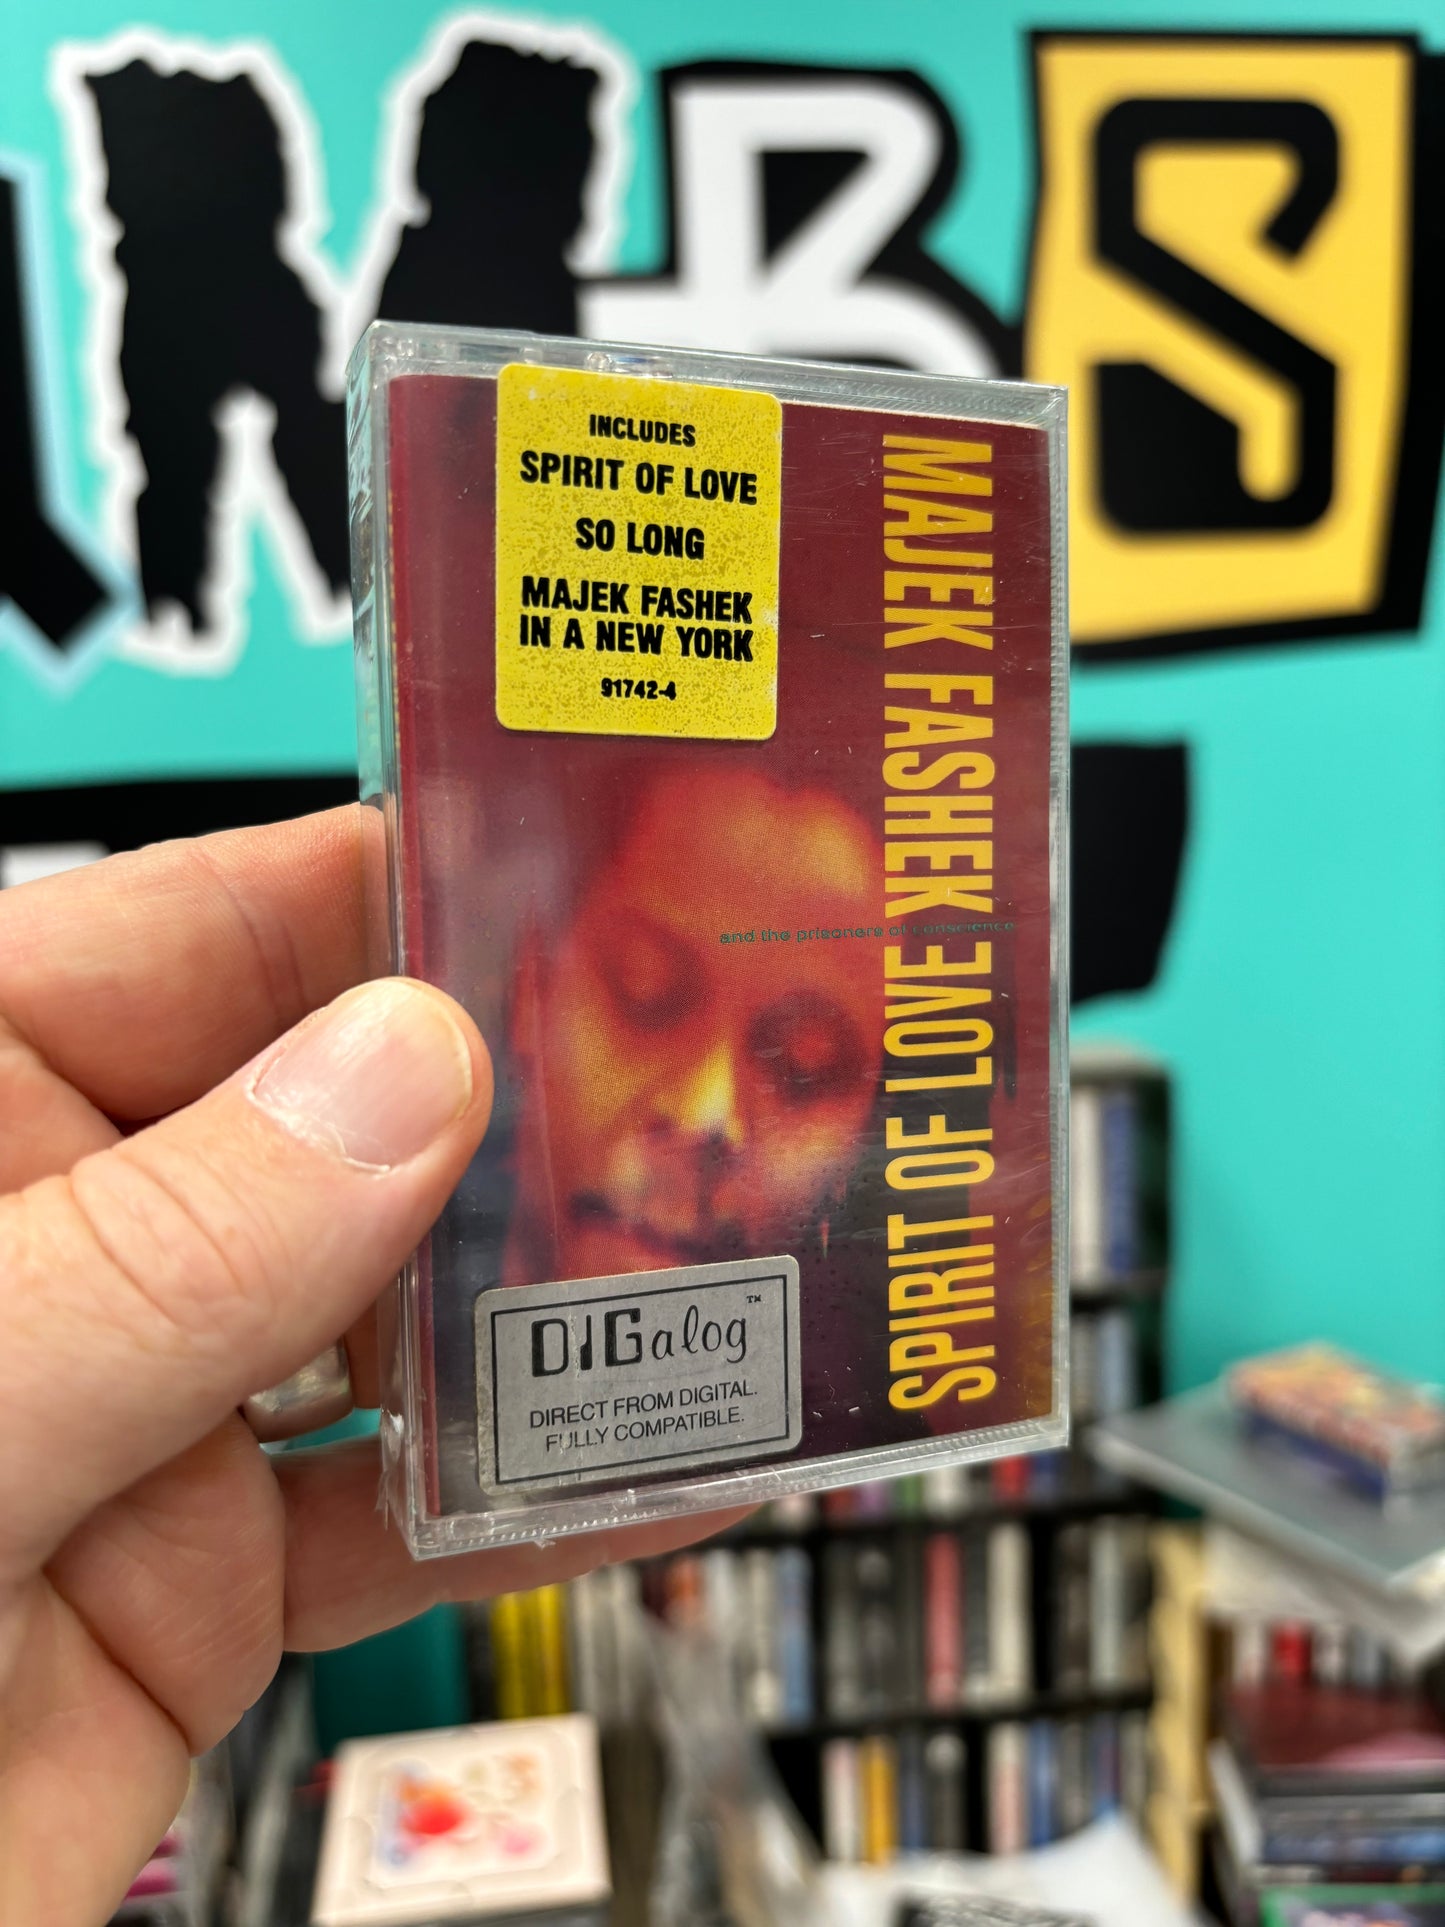 MBS
INCLUDES
SPIRIT OF LOVE
SO LONG
MAJEK FASHEK
IN A NEW YORK
91742-4
MAJEK FASHEK
and the prisoners of conscience
SPIRIT OF LOVE
DIGalog™
DIRECT FROM DIGITAL.
FULLY COMPATIBLE.